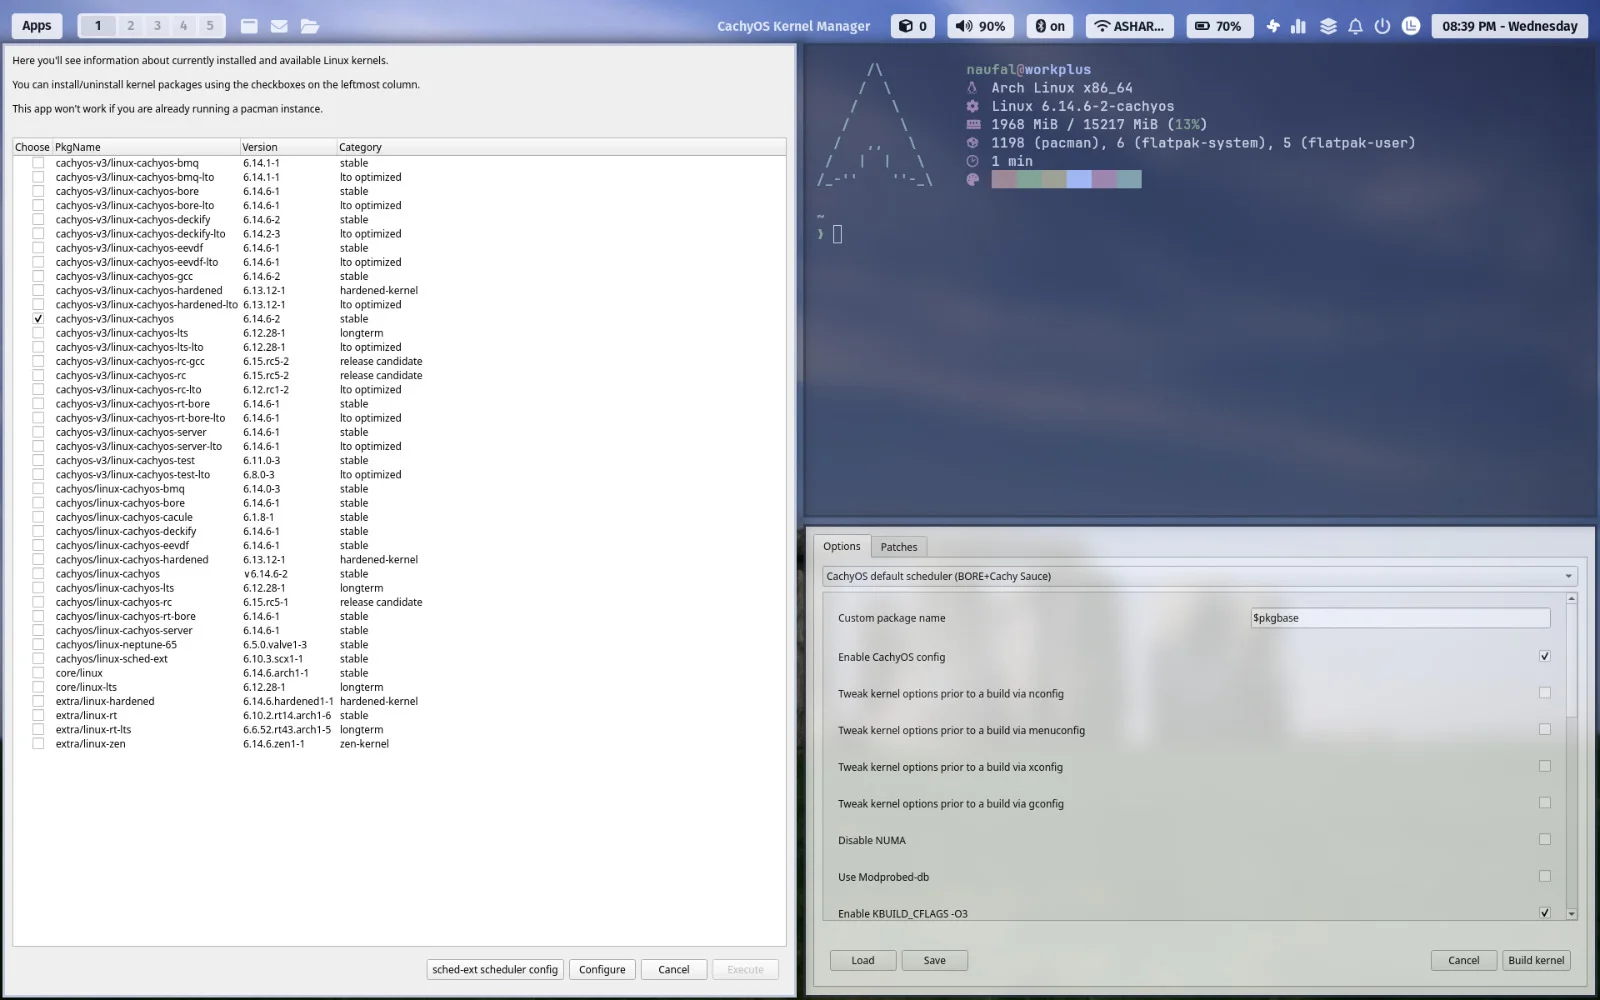 Apps 1 2 3 4 5 CachyOS Kernel Manager 0 90% on ASHAR... 70% 08:39 PM - Wednesday
Here you'll see information about currently installed and available Linux kernels.
You can install/uninstall kernel packages using the checkboxes on the leftmost column.
This app won't work if you are already running a pacman instance.
Choose PkgName Version Category
cachyos-v3/linux-cachyos-bmq 6.14.1-1 stable
cachyos-v3/linux-cachyos-bmq-lto 6.14.1-1 lto optimized
cachyos-v3/linux-cachyos-bore 6.14.6-1 stable
cachyos-v3/linux-cachyos-bore-lto 6.14.6-1 lto optimized
cachyos-v3/linux-cachyos-deckify 6.14.6-2 stable
cachyos-v3/linux-cachyos-deckify-lto 6.14.2-3 lto optimized
cachyos-v3/linux-cachyos-eevdf 6.14.6-1 stable
cachyos-v3/linux-cachyos-eevdf-lto 6.14.6-1 lto optimized
cachyos-v3/linux-cachyos-gcc 6.14.6-2 stable
cachyos-v3/linux-cachyos-hardened 6.13.12-1 hardened-kernel
cachyos-v3/linux-cachyos-hardened-lto 6.13.12-1 lto optimized
cachyos-v3/linux-cachyos 6.14.6-2 stable
cachyos-v3/linux-cachyos-lts 6.12.28-1 longterm
cachyos-v3/linux-cachyos-lts-lto 6.12.28-1 lto optimized
cachyos-v3/linux-cachyos-rc-gcc 6.15.rc5-2 release candidate
cachyos-v3/linux-cachyos-rc 6.15.rc5-2 release candidate
cachyos-v3/linux-cachyos-rc-lto 6.12.rc1-2 lto optimized
cachyos-v3/linux-cachyos-rt-bore 6.14.6-1 stable
cachyos-v3/linux-cachyos-rt-bore-lto 6.14.6-1 lto optimized
cachyos-v3/linux-cachyos-server 6.14.6-1 stable
cachyos-v3/linux-cachyos-server-lto 6.14.6-1 lto optimized
cachyos-v3/linux-cachyos-test 6.11.0-3 stable
cachyos-v3/linux-cachyos-test-lto 6.8.0-3 lto optimized
cachyos/linux-cachyos-bmq 6.14.0-3 stable
cachyos/linux-cachyos-bore 6.14.6-1 stable
cachyos/linux-cachyos-cacule 6.1.8-1 stable
cachyos/linux-cachyos-deckify 6.14.6-1 stable
cachyos/linux-cachyos-eevdf 6.14.6-1 stable
cachyos/linux-cachyos-hardened 6.13.12-1 hardened-kernel
cachyos/linux-cachyos v6.14.6-2 stable
cachyos/linux-cachyos-lts 6.12.28-1 longterm
cachyos/linux-cachyos-rc 6.15.rc5-1 release candidate
cachyos/linux-cachyos-rt-bore 6.14.6-1 stable
cachyos/linux-cachyos-server 6.14.6-1 stable
cachyos/linux-neptune-65 6.5.0.valve1-3 stable
cachyos/linux-sched-ext 6.10.3.scx1-1 stable
core/linux 6.14.6.arch1-1 stable
core/linux-lts 6.12.28-1 longterm
extra/linux-hardened 6.14.6.hardened1-1 hardened-kernel
extra/linux-rt 6.10.2.rt14.arch1-6 stable
extra/linux-rt-lts 6.6.52.rt43.arch1-5 longterm
extra/linux-zen 6.14.6.zen1-1 zen-kernel
sched-ext scheduler config Configure Cancel Execute
naufal@workplus
Arch Linux x86_64
Linux 6.14.6-2-cachyos
1968 MiB / 15217 MiB (13%)
1198 (pacman), 6 (flatpak-system), 5 (flatpak-user)
1 min
~
❯
Options Patches
CachyOS default scheduler (BORE+Cachy Sauce)
Custom package name $pkgbase
Enable CachyOS config
Tweak kernel options prior to a build via nconfig
Tweak kernel options prior to a build via menuconfig
Tweak kernel options prior to a build via xconfig
Tweak kernel options prior to a build via gconfig
Disable NUMA
Use Modprobed-db
Enable KBUILD_CFLAGS -O3
Load Save Cancel Build kernel